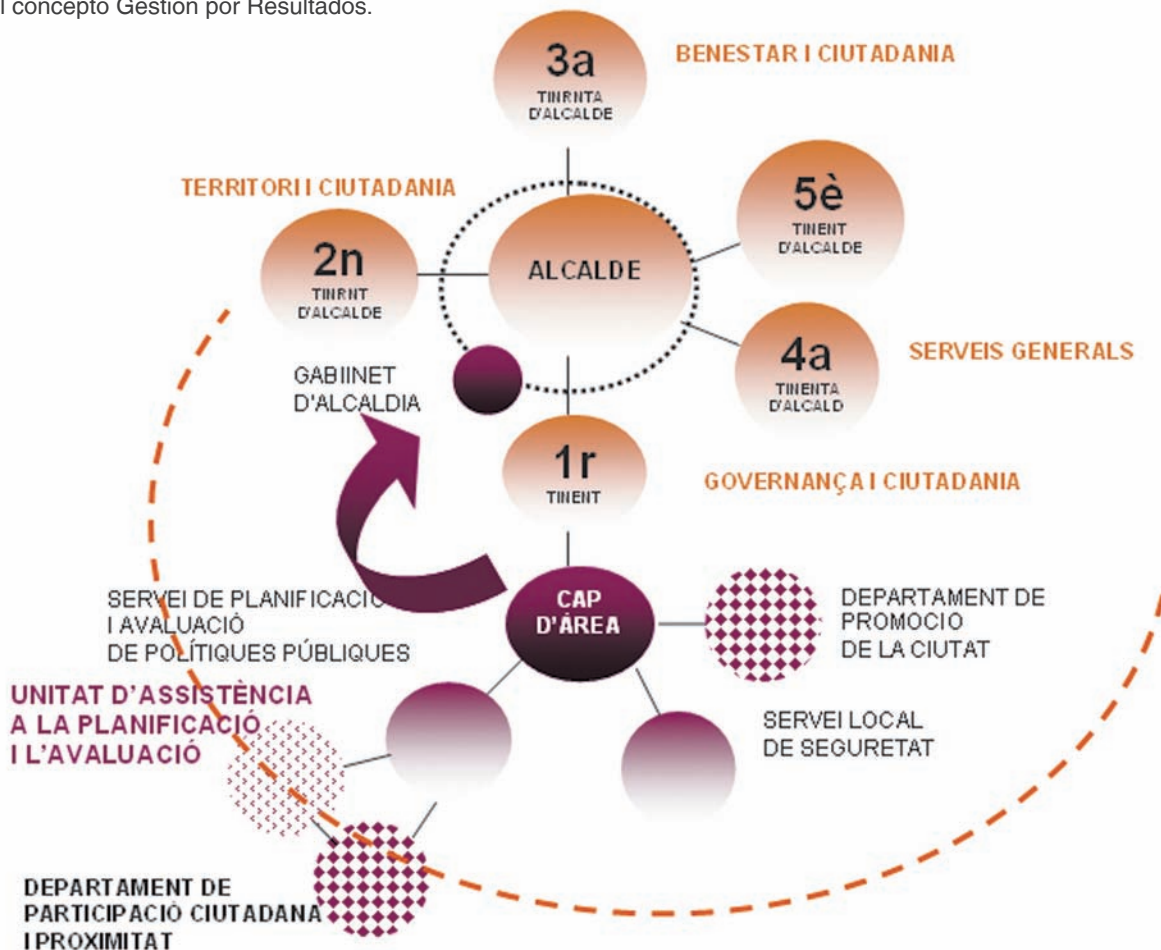 l concepto Gestión por Resultados.
3a
TINRNTA
D'ALCALDE
BENESTAR I CIUTADANIA
TERRITORI I CIUTADANIA
5è
TINENT
D'ALCALDE
2n
TINRNT
D'ALCALDE
ALCALDE
4a
TINENTA
D'ALCALD
SERVEIS GENERALS
GABIINET
D'ALCALDIA
1r
TINENT
GOVERNANÇA I CIUTADANIA
CAP
D'ÀREA
SERVEI DE PLANIFICACIÓ
I AVALUACIÓ
DE POLÍTIQUES PÚBLIQUES
DEPARTAMENT DE
PROMOCIO
DE LA CIUTAT
UNITAT D'ASSISTÈNCIA
A LA PLANIFICACIÓ
I L'AVALUACIÓ
SERVEI LOCAL
DE SEGURETAT
DEPARTAMENT DE
PARTICIPACIÓ CIUTADANA
I PROXIMITAT